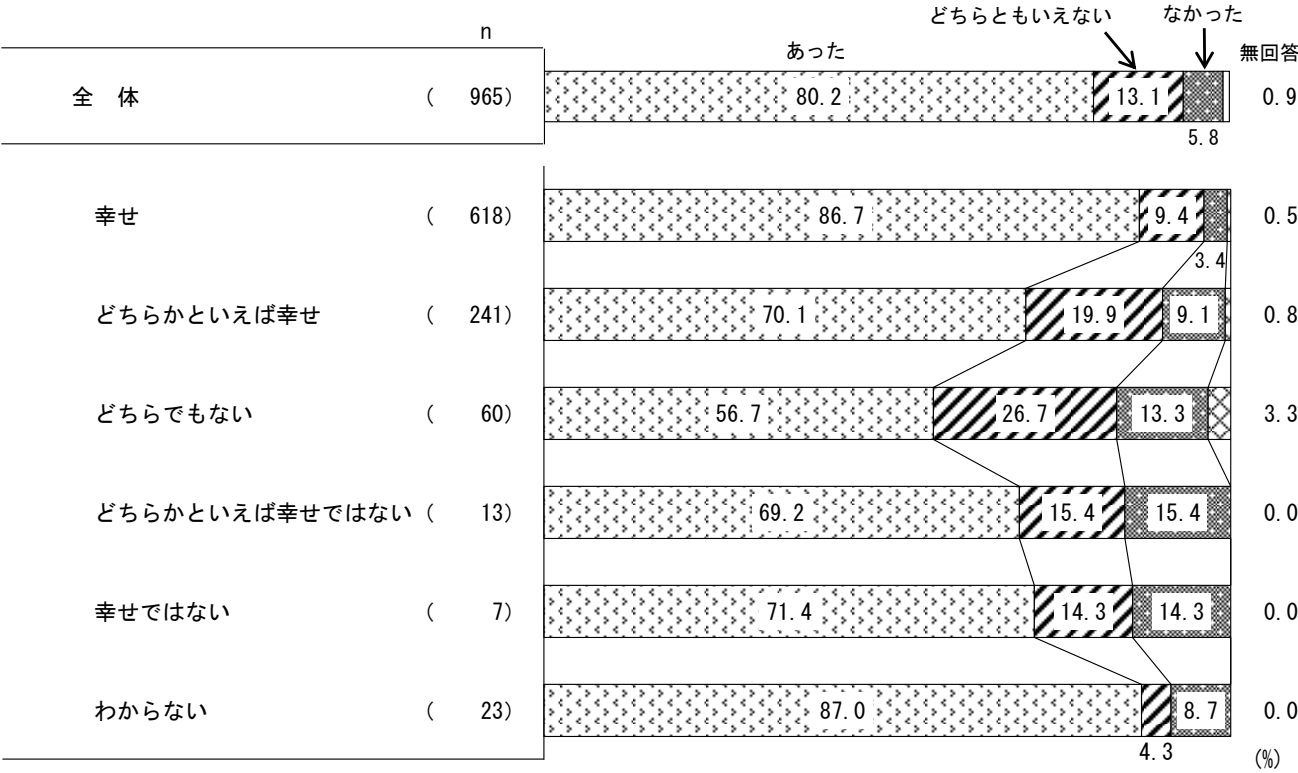 どちらともいえない なかった
n あった 無回答
全 体 ( 965) 80.2 13.1 0.9
5.8
幸せ ( 618) 86.7 9.4 0.5
3.4
どちらかといえば幸せ ( 241) 70.1 19.9 9.1 0.8
どちらでもない ( 60) 56.7 26.7 13.3 3.3
どちらかといえば幸せではない ( 13) 69.2 15.4 15.4 0.0
幸せではない ( 7) 71.4 14.3 14.3 0.0
わからない ( 23) 87.0 8.7 0.0
4.3
(%)